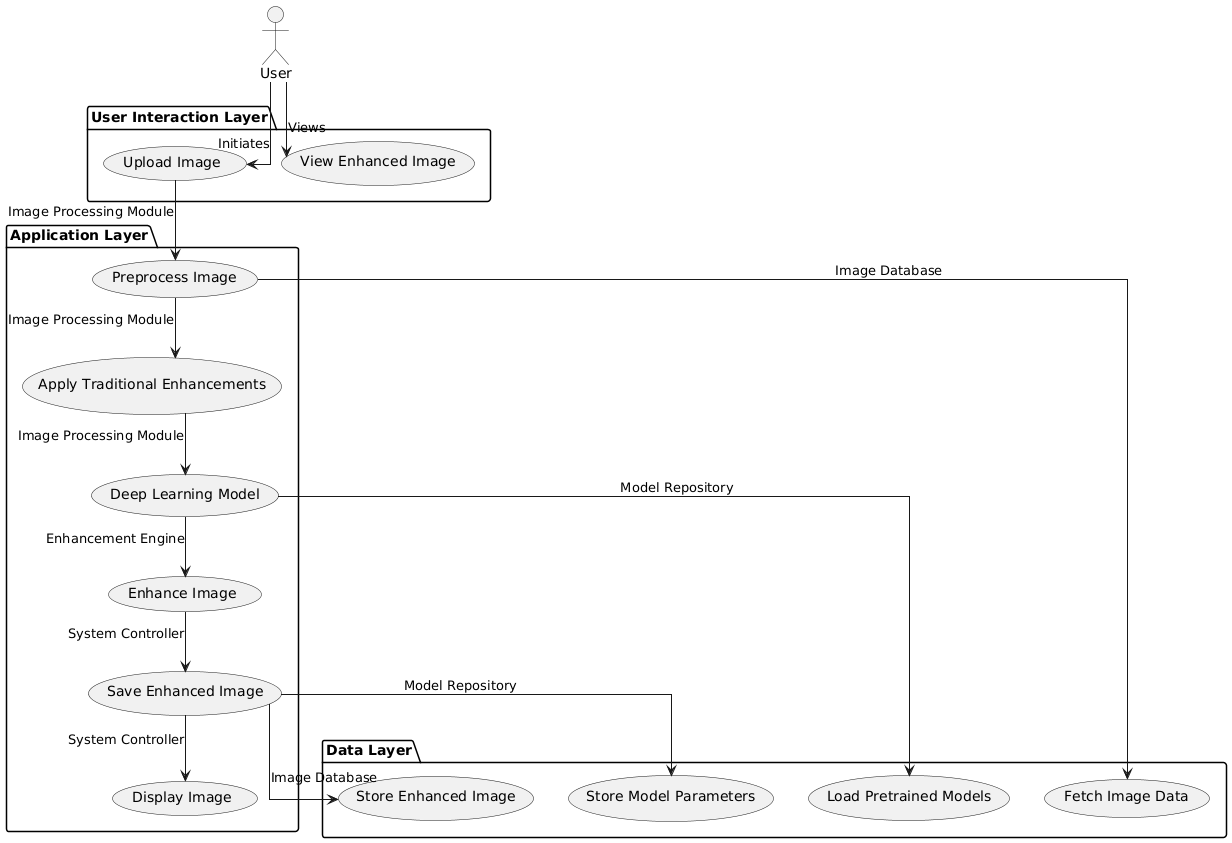 User
User Interaction Layer
Views
Initiates
Upload Image
View Enhanced Image
Image Processing Module
Application Layer
Preprocess Image
Image Database
Image Processing Module
Apply Traditional Enhancements
Image Processing Module
Deep Learning Model
Model Repository
Enhancement Engine
Enhance Image
System Controller
Save Enhanced Image
Model Repository
System Controller
Data Layer
Image Database
Display Image
Store Enhanced Image
Store Model Parameters
Load Pretrained Models
Fetch Image Data